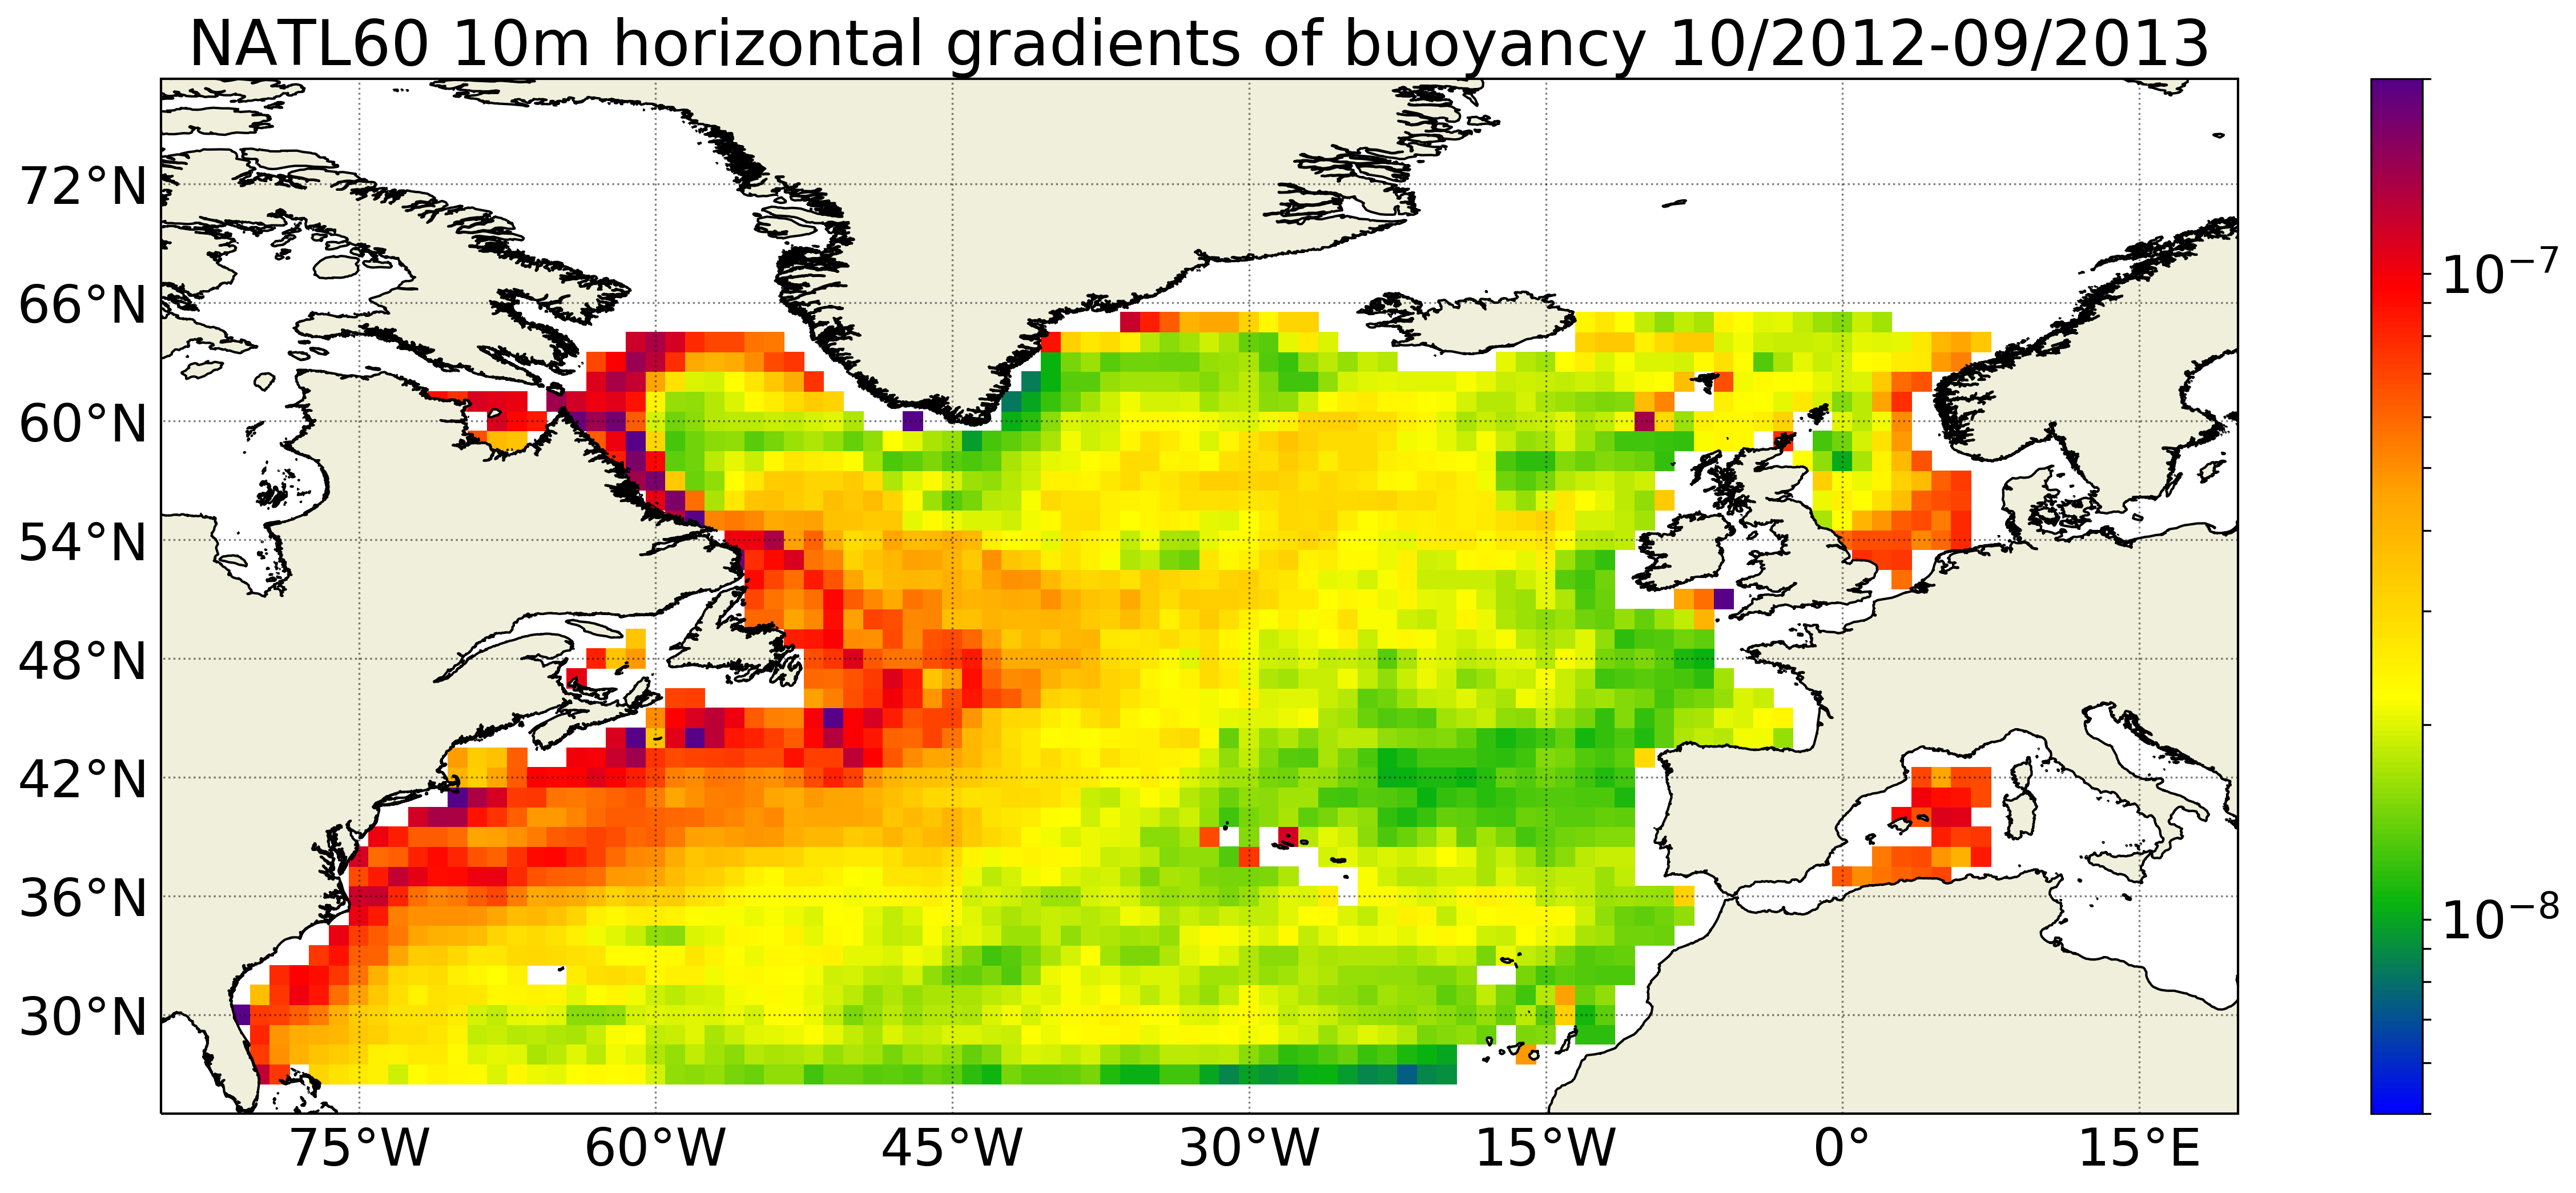 NATL60 10m horizontal gradients of buoyancy 10/2012-09/2013
72°N
66°N
60°N
54°N
48°N
42°N
36°N
30°N
75°W
60°W
45°W
30°W
15°W
0°
15°E
10⁻⁷
10⁻⁸